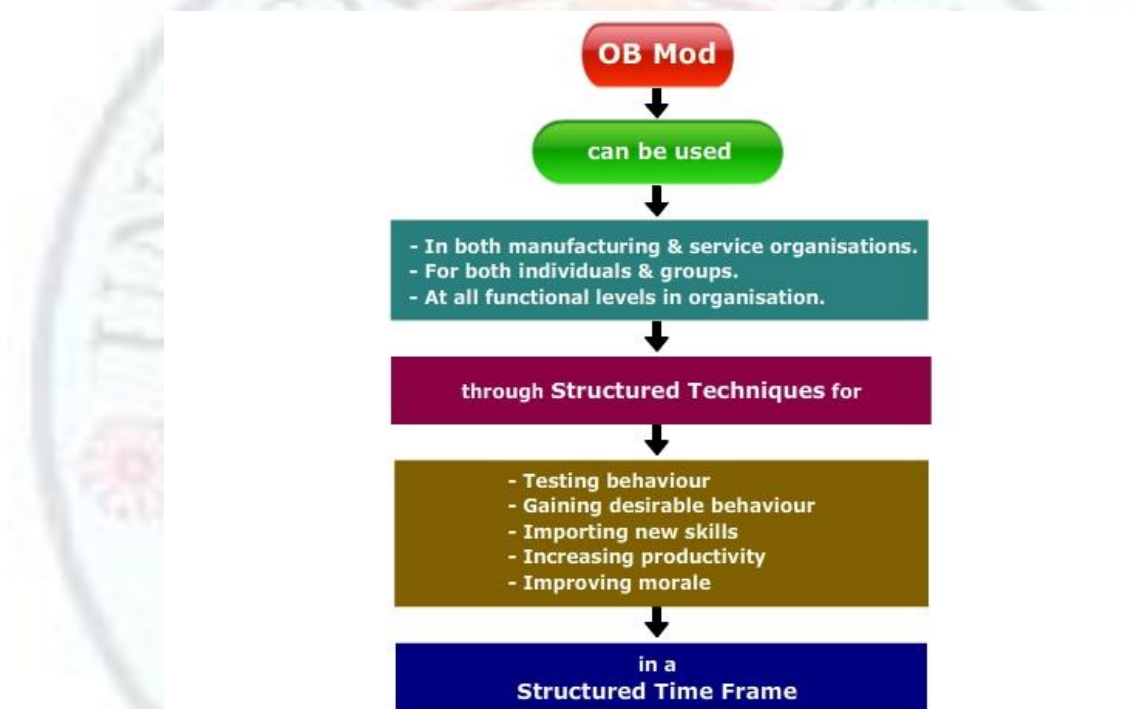 OB Mod
can be used
- In both manufacturing & service organisations.
- For both individuals & groups.
- At all functional levels in organisation.
through Structured Techniques for
- Testing behaviour
- Gaining desirable behaviour
- Importing new skills
- Increasing productivity
- Improving morale
in a
Structured Time Frame